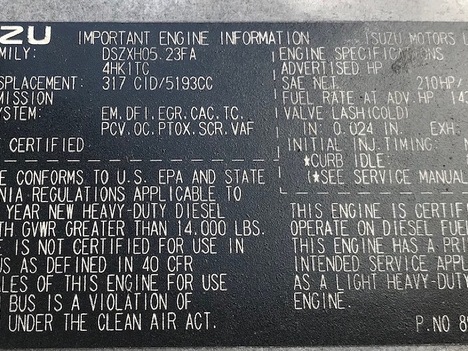 ZU IMPORTANT ENGINE INFORMATION ISUZU MOTORS
FAMILY: DSZXH05.23FA
4HK1TC
PLACEMENT: 317 CID/5193CC
MISSION
SYSTEM: EM,DFI,EGR,CAC,TC,
PCV,OC,PTOX,SCR,VAF
T CERTIFIED
ENGINE SPECIFICATIONS
ADVERTISED HP
SAE NET. 210HP/
FUEL RATE AT ADV.HP 143
VALVE LASH(COLD)
IN: 0.024 IN. EXH:
INITIAL INJ.TIMING:
*CURB IDLE:
(*SEE SERVICE MANUAL
E CONFORMS TO U.S. EPA AND STATE
NIA REGULATIONS APPLICABLE TO
YEAR NEW HEAVY-DUTY DIESEL
TH GVWR GREATER THAN 14,000 LBS.
E IS NOT CERTIFIED FOR USE IN
US AS DEFINED IN 40 CFR
LES OF THIS ENGINE FOR USE
N BUS IS A VIOLATION OF
UNDER THE CLEAN AIR ACT.
THIS ENGINE IS CERTIFI
OPERATE ON DIESEL FUE
THIS ENGINE HAS A PRI
INTENDED SERVICE APPL
AS A LIGHT HEAVY-DUTY
ENGINE.
P.NO 89